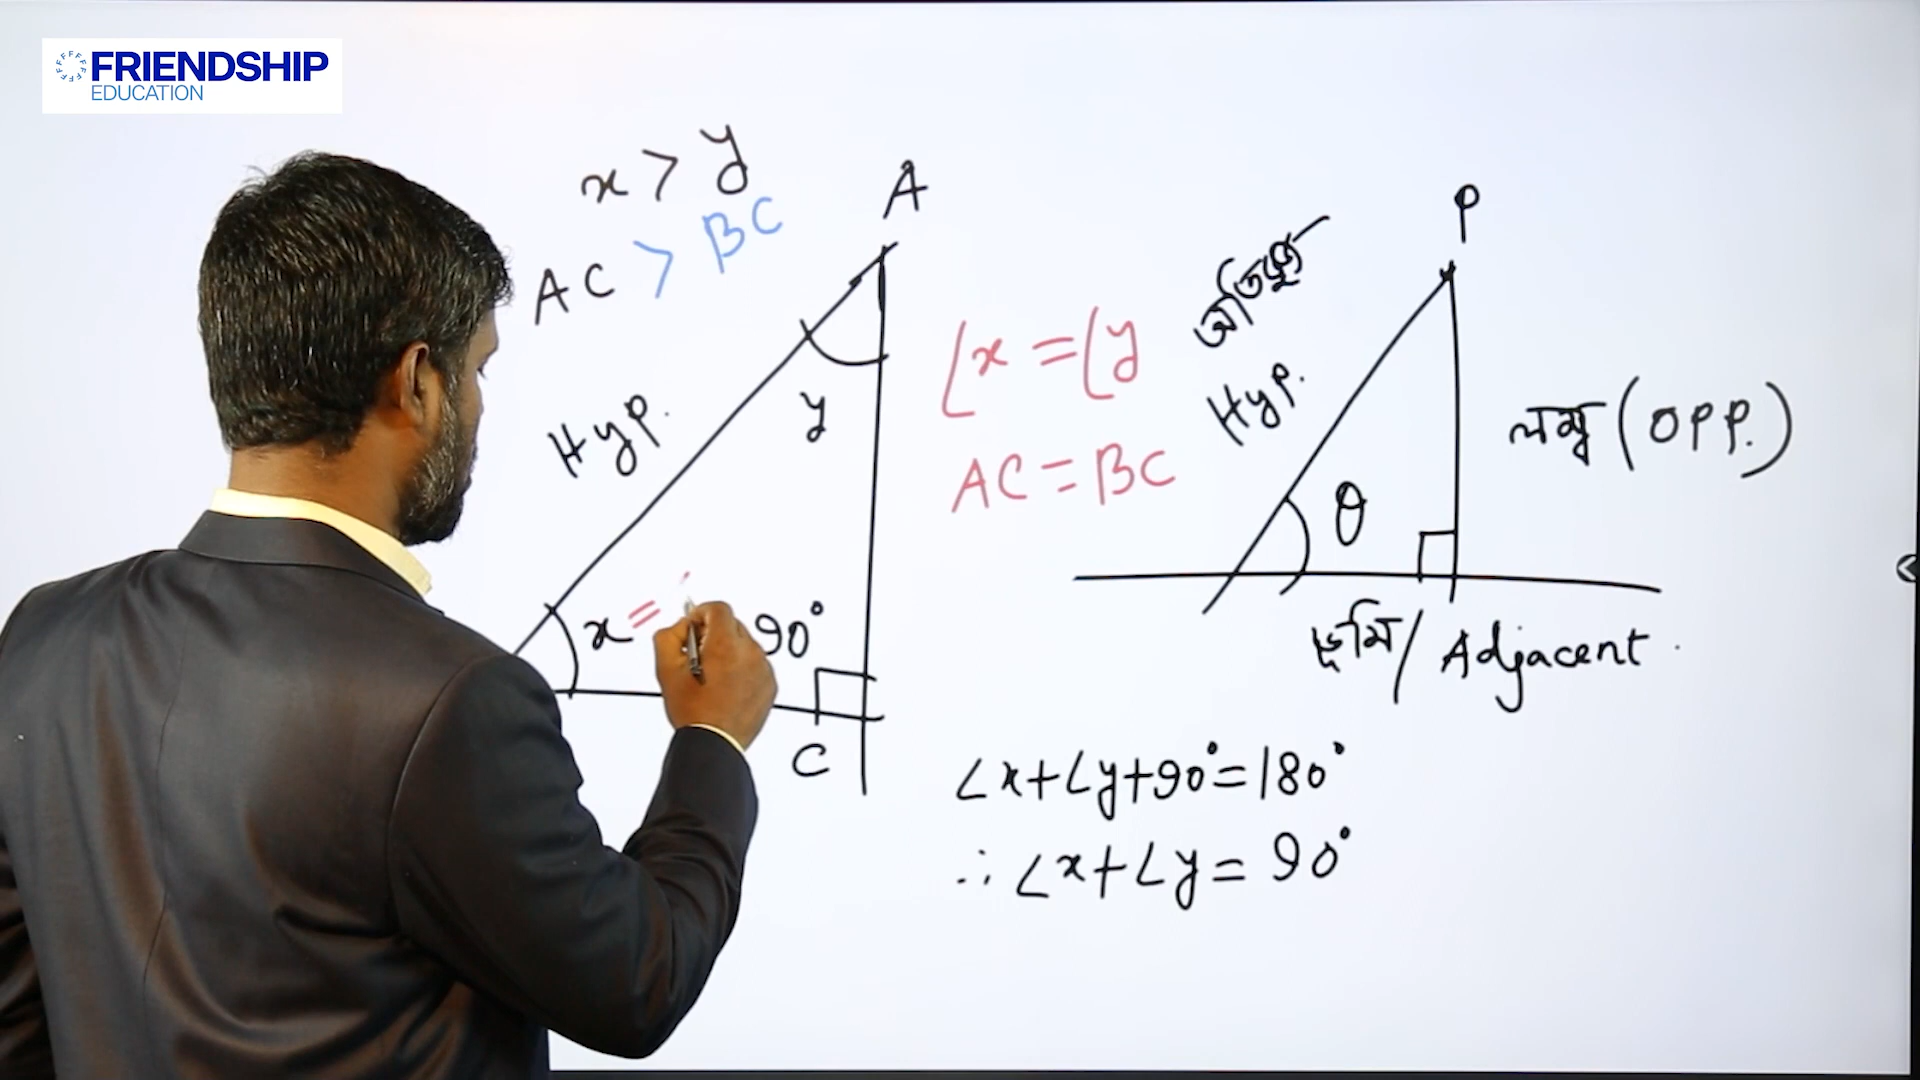 FRIENDSHIP
EDUCATION
x > y
AC > BC
A
Hyp.
y
x =
90°
C
∠x = ∠y
AC = BC
P
অতিভুজ
Hyp.
θ
লম্ব (OPP.)
ভূমি / Adjacent.
∠x+∠y+90°=180°
∴ ∠x+∠y= 90°